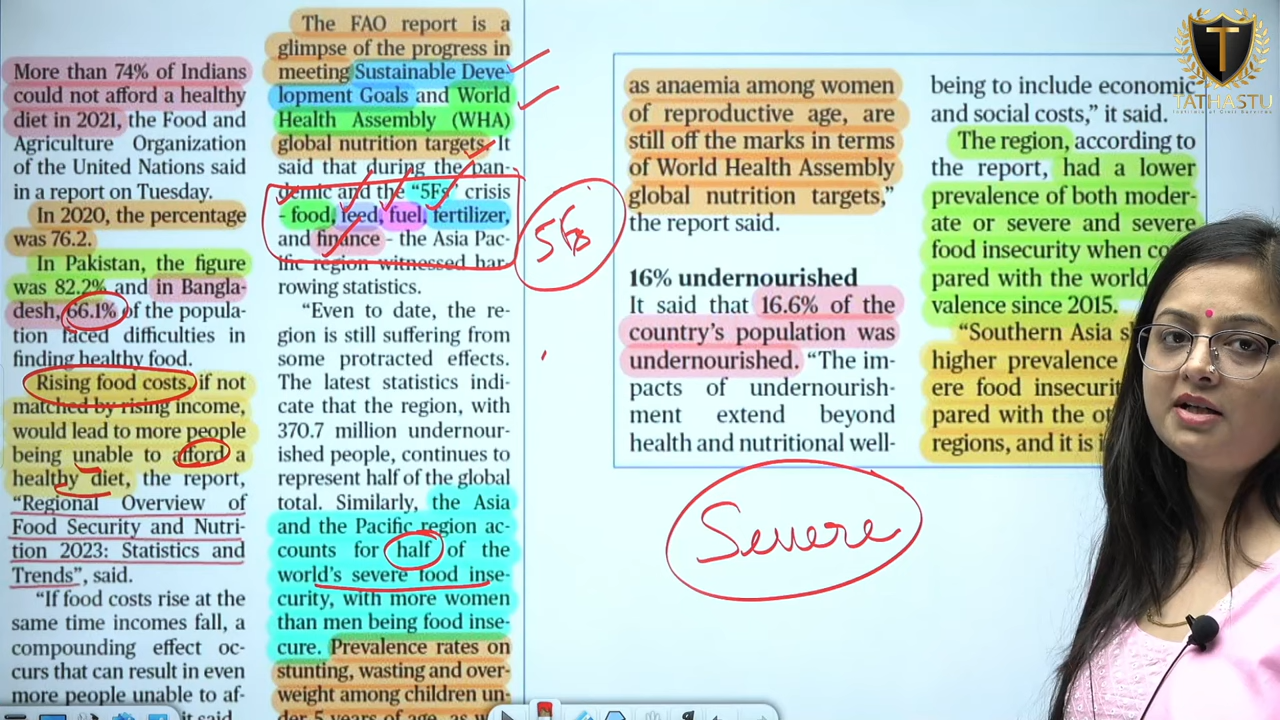 More than 74% of Indians
could not afford a healthy
diet in 2021, the Food and
Agriculture Organization
of the United Nations said
in a report on Tuesday.
In 2020, the percentage
was 76.2.
In Pakistan, the figure
was 82.2% and in Bangla-
desh, 66.1% of the popula-
tion faced difficulties in
finding healthy food.
Rising food costs, if not
matched by rising income,
would lead to more people
being unable to afford a
healthy diet, the report,
“Regional Overview of
Food Security and Nutri-
tion 2023: Statistics and
Trends”, said.
“If food costs rise at the
same time incomes fall, a
compounding effect oc-
curs that can result in even
more people unable to af-
it said
The FAO report is a
glimpse of the progress in
meeting Sustainable Deve-
lopment Goals and World
Health Assembly (WHA)
global nutrition targets. It
said that during the pan-
demic and the “5Fs” crisis
- food, feed, fuel, fertilizer,
and finance - the Asia Pac-
ific region witnessed har-
rowing statistics.
“Even to date, the re-
gion is still suffering from
some protracted effects.
The latest statistics indi-
cate that the region, with
370.7 million undernour-
ished people, continues to
represent half of the global
total. Similarly, the Asia
and the Pacific region ac-
counts for half of the
world’s severe food inse-
curity, with more women
than men being food inse-
cure. Prevalence rates on
stunting, wasting and over-
weight among children un-
der 5 years of age, as
5Fs
as anaemia among women
of reproductive age, are
still off the marks in terms
of World Health Assembly
global nutrition targets,”
the report said.
16% undernourished
It said that 16.6% of the
country’s population was
undernourished. “The im-
pacts of undernourish-
ment extend beyond
health and nutritional well-
being to include economic
and social costs,” it said.
The region, according to
the report, had a lower
prevalence of both moder-
ate or severe and severe
food insecurity when
pared with the world
valence since 2015.
“Southern Asia
higher prevalence
ere food
pared with the
regions, and it is
Severe
T
TATHASTU